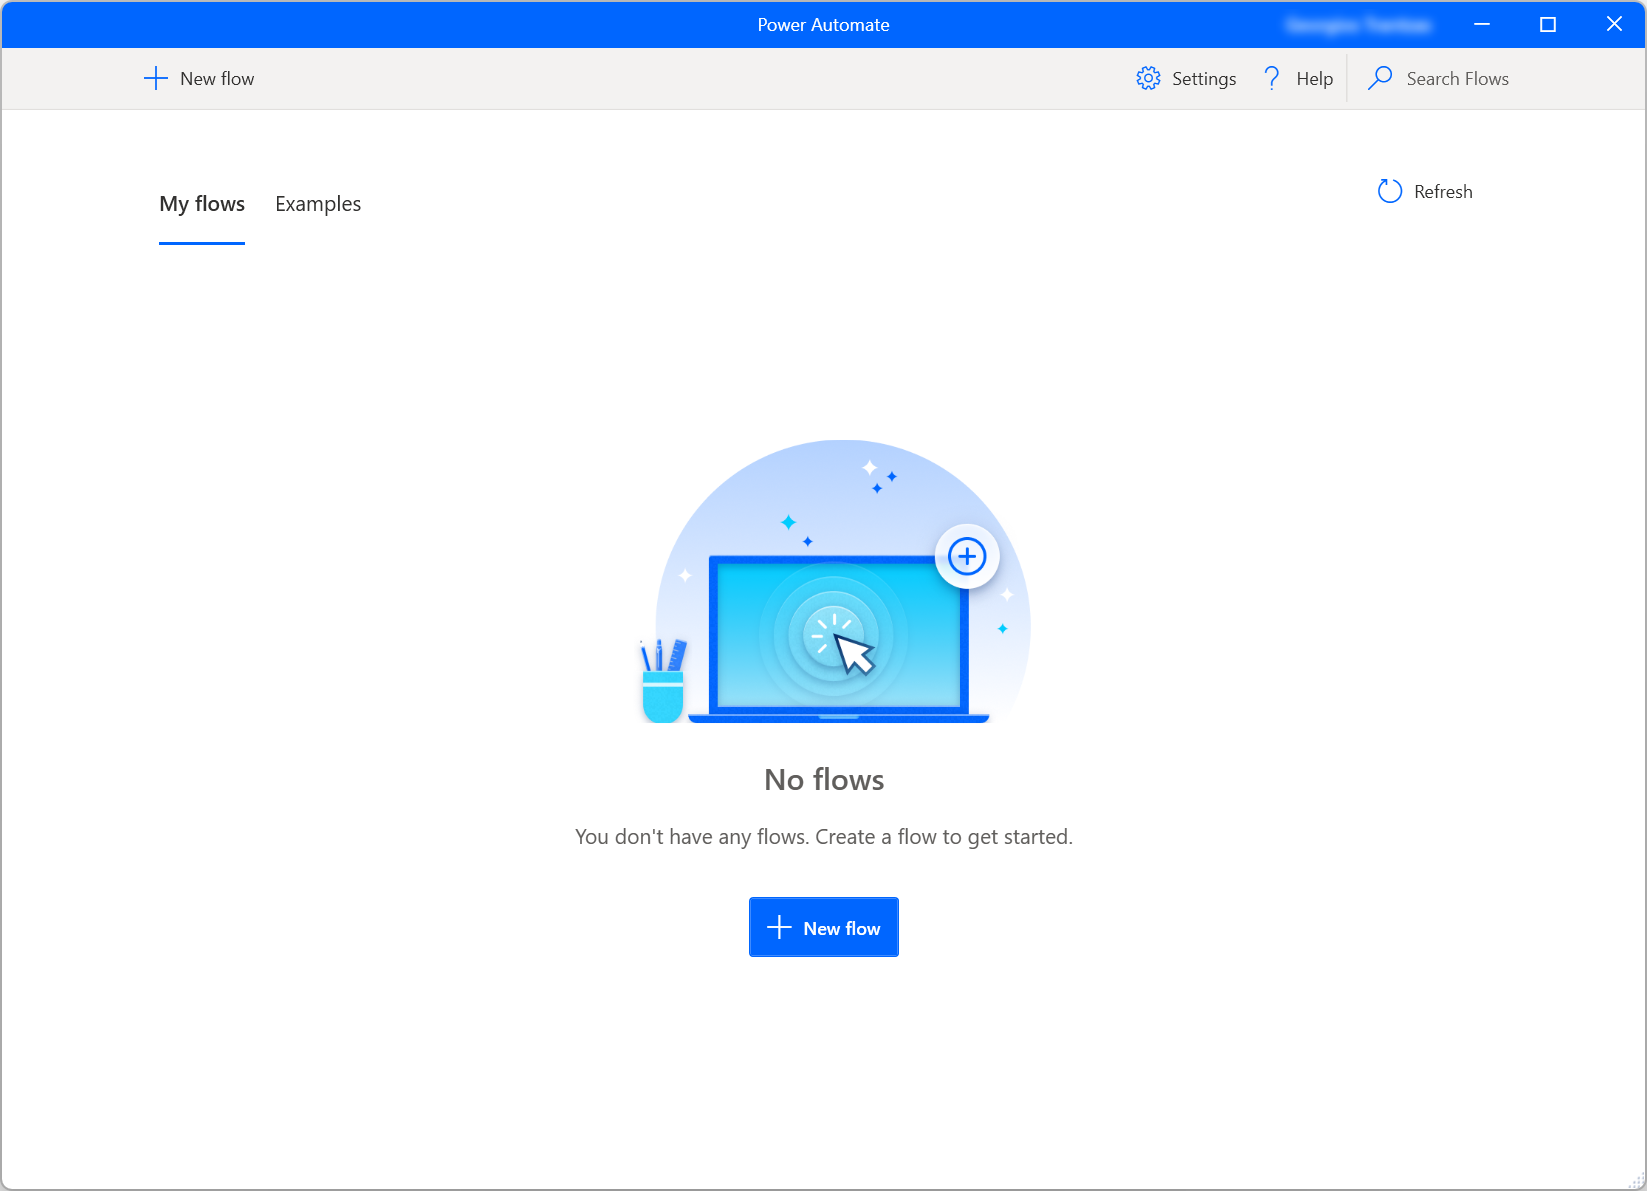 Power Automate
New flow
Settings
Help
Search Flows
My flows
Examples
Refresh
No flows
You don't have any flows. Create a flow to get started.
New flow